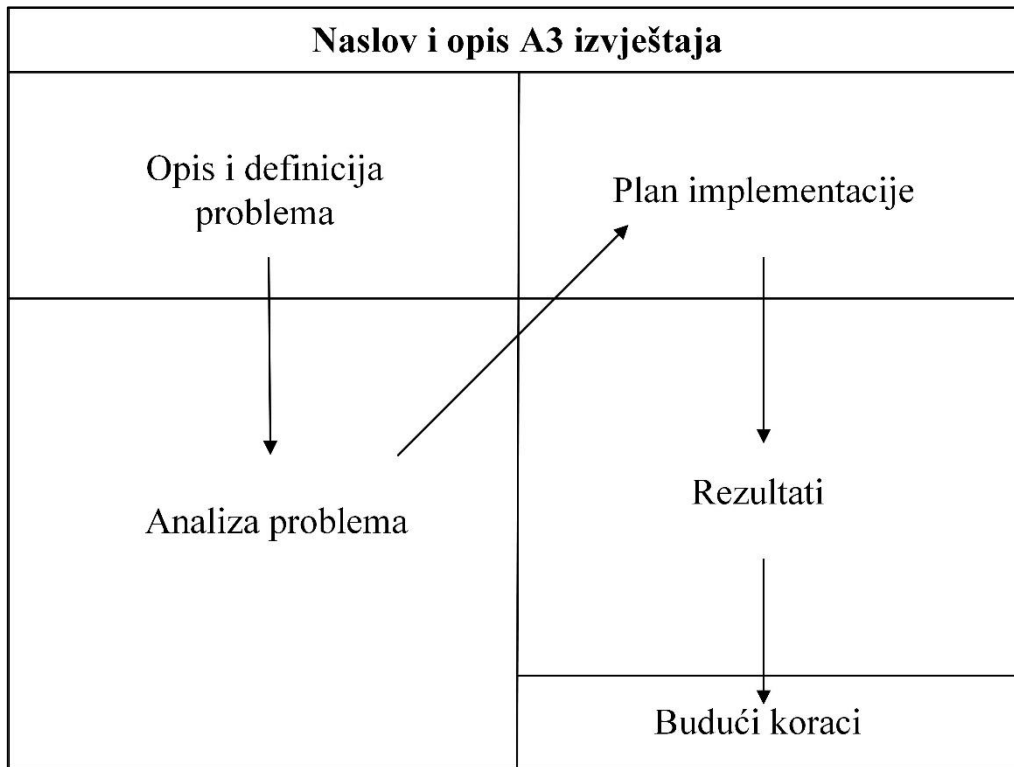 Naslov i opis A3 izvještaja
Opis i definicija
problema
Analiza problema
Plan implementacije
Rezultati
Budući koraci